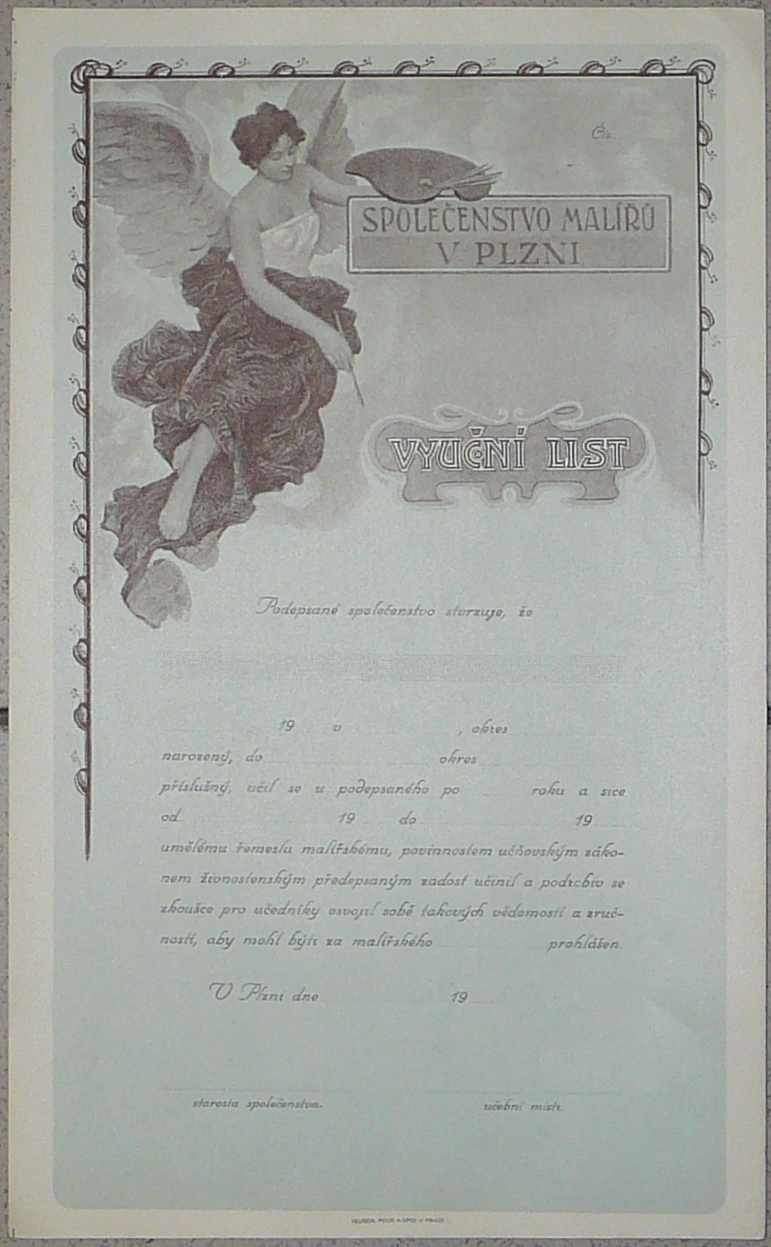 Čís.
SPOLEČENSTVO MALÍŘŮ
V PLZNI
VYUČNÍ LIST
Podepsané společenstvo stvrzuje, že
19 v , okres
narozený, do okres
příslušný, učil se u podepsaného po roku a sice
od 19 do 19
umělému řemeslu malířskému, povinnostem učňovským záko-
nem živnostenským předepsaným zadost učinil a podrobiv se
zkoušce pro učedníky osvojil sobě takových vědomostí a zruč-
ností, aby mohl býti za malířského prohlášen.
V Plzni dne 19
starosta společenstva.
učební mistr.